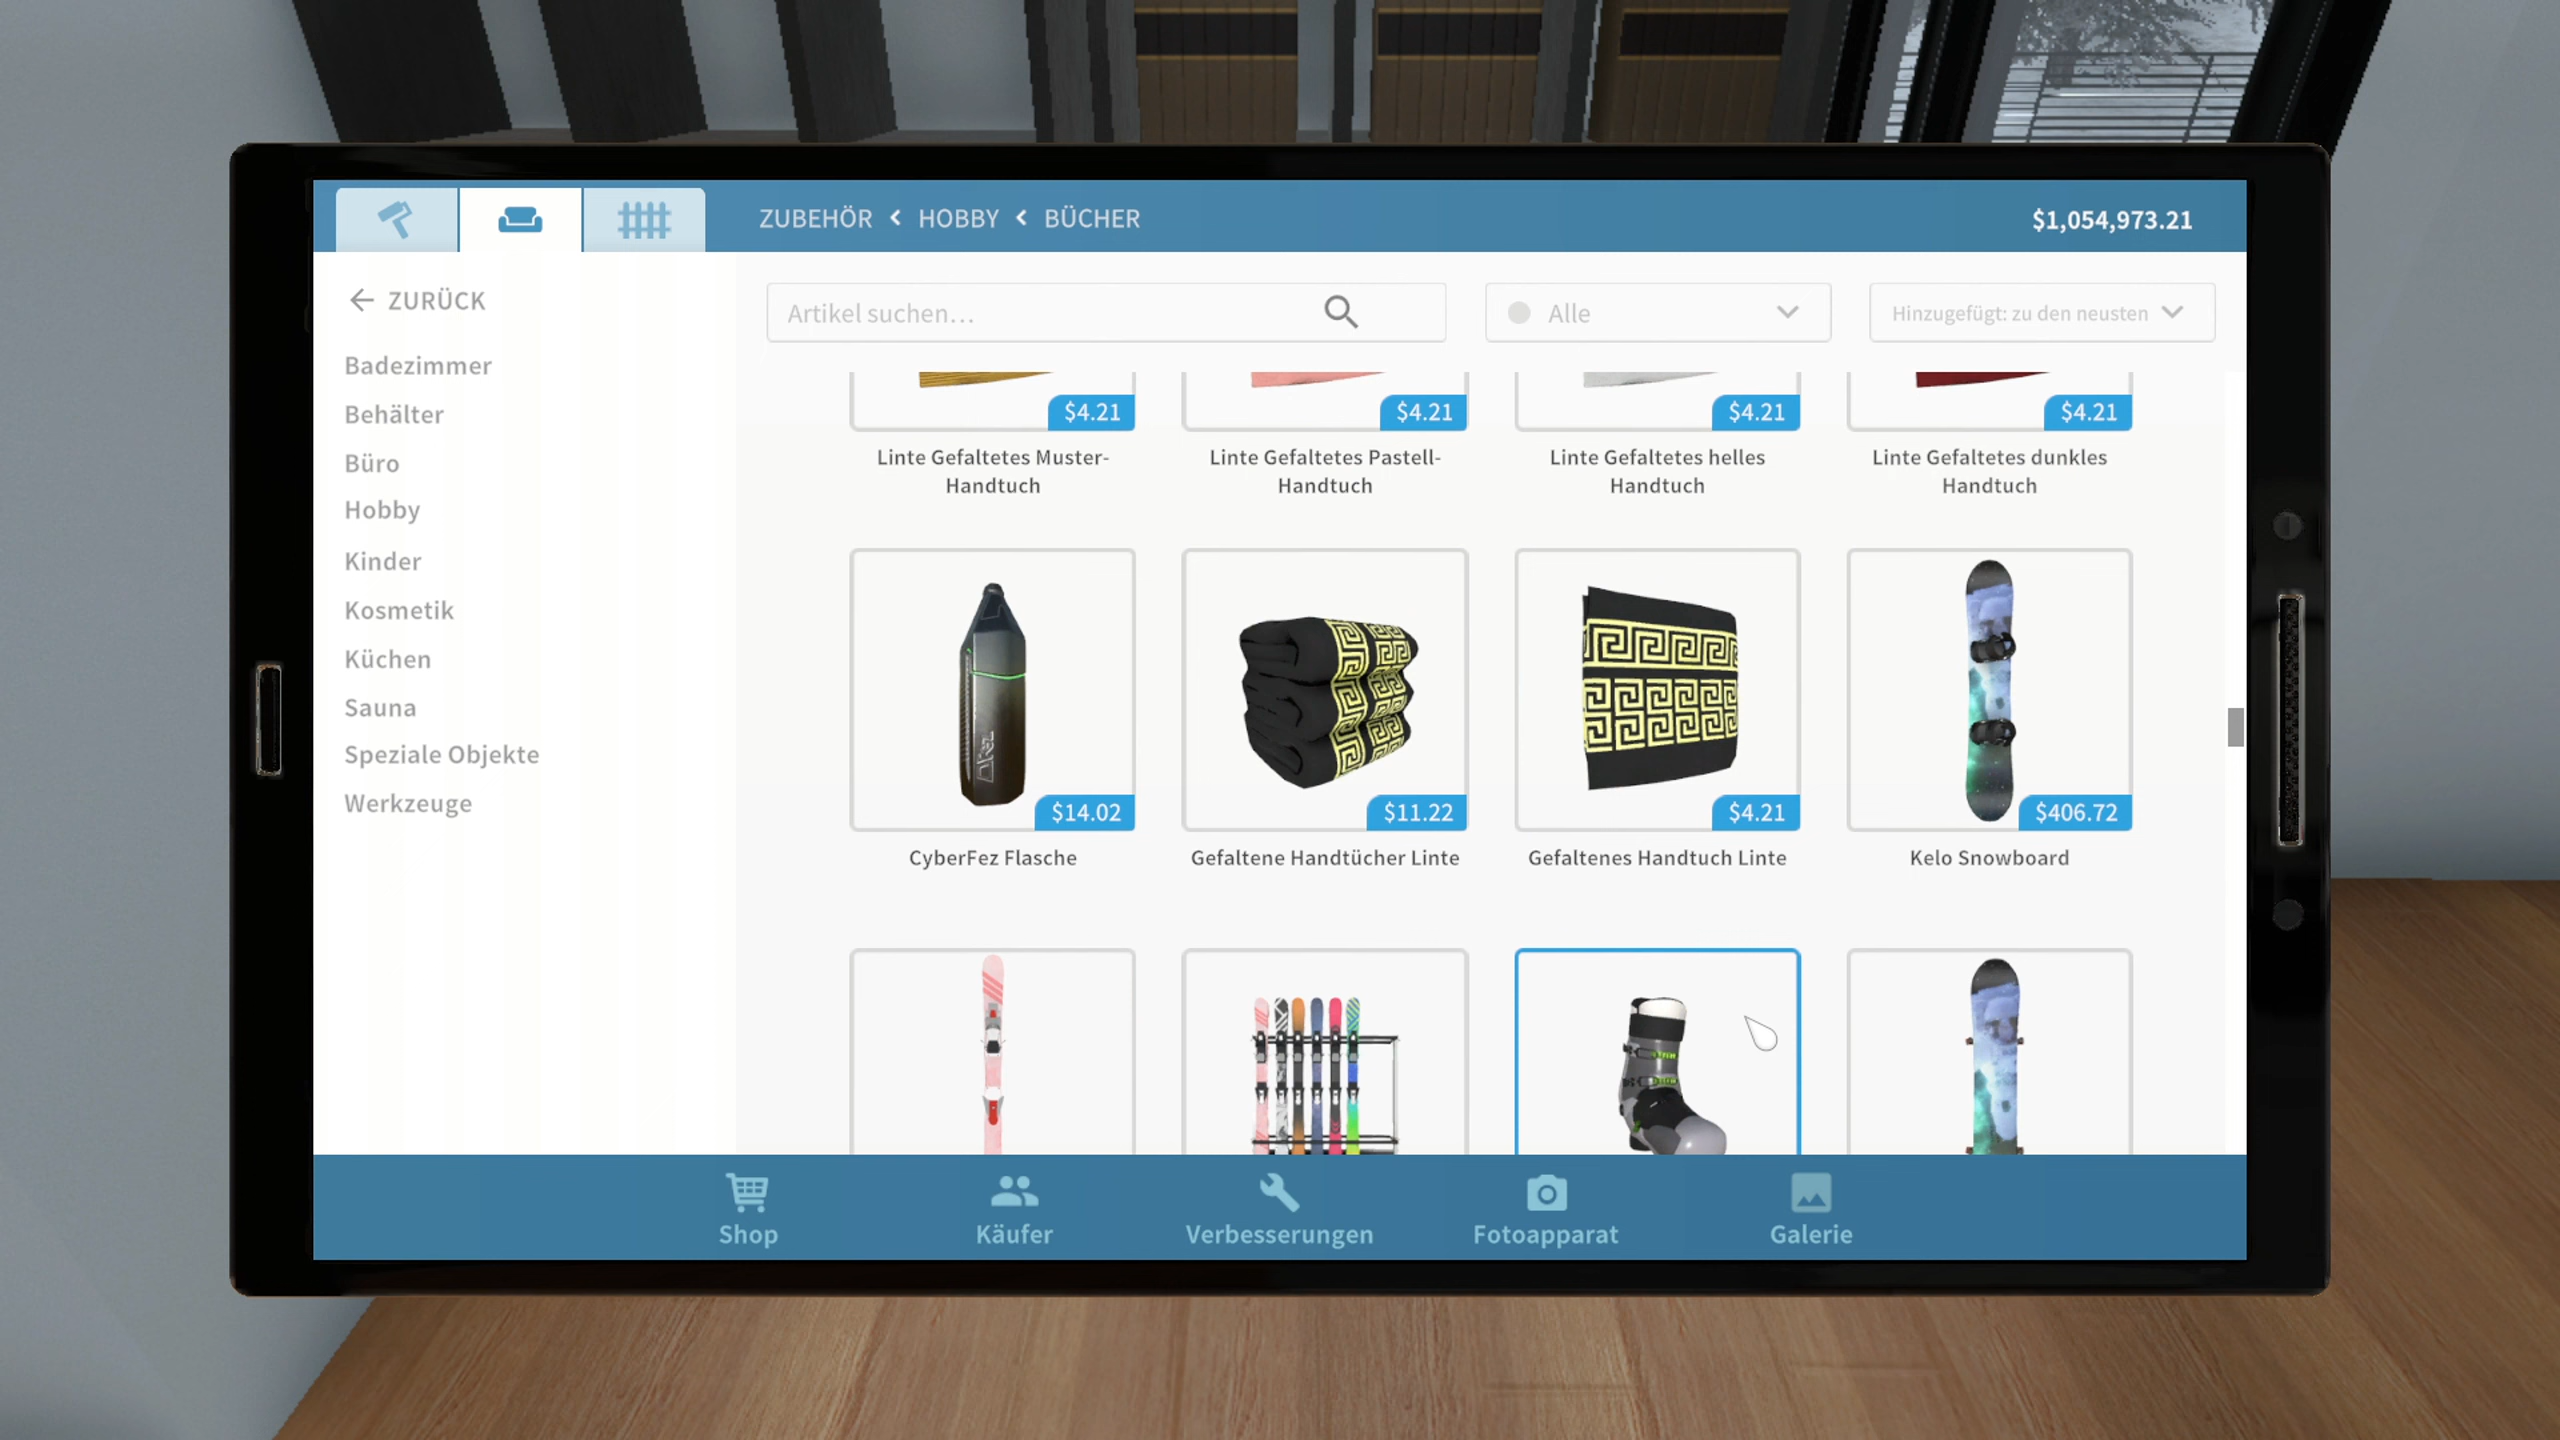 ZUBEHÖR < HOBBY < BÜCHER
$1,054,973.21
ZURÜCK
Badezimmer
Behälter
Büro
Hobby
Kinder
Kosmetik
Küchen
Sauna
Speziale Objekte
Werkzeuge
Artikel suchen...
Alle
Hinzugefügt: zu den neusten
$4.21
$4.21
$4.21
$4.21
Linte Gefaltetes Muster-
Handtuch
Linte Gefaltetes Pastell-
Handtuch
Linte Gefaltetes helles
Handtuch
Linte Gefaltetes dunkles
Handtuch
$14.02
$11.22
$4.21
$406.72
CyberFez Flasche
Gefaltene Handtücher Linte
Gefaltenes Handtuch Linte
Kelo Snowboard
Shop
Käufer
Verbesserungen
Fotoapparat
Galerie